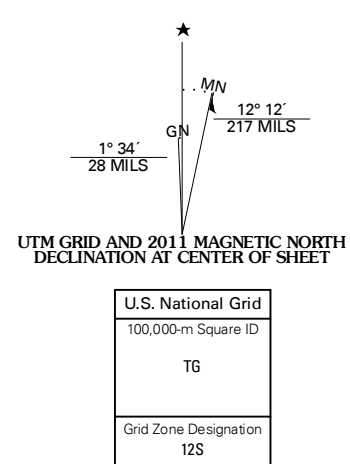 MN
12° 12´
217 MILS
GN
1° 34´
28 MILS
UTM GRID AND 2011 MAGNETIC NORTH
DECLINATION AT CENTER OF SHEET
U.S. National Grid
100,000-m Square ID
TG
Grid Zone Designation
12S